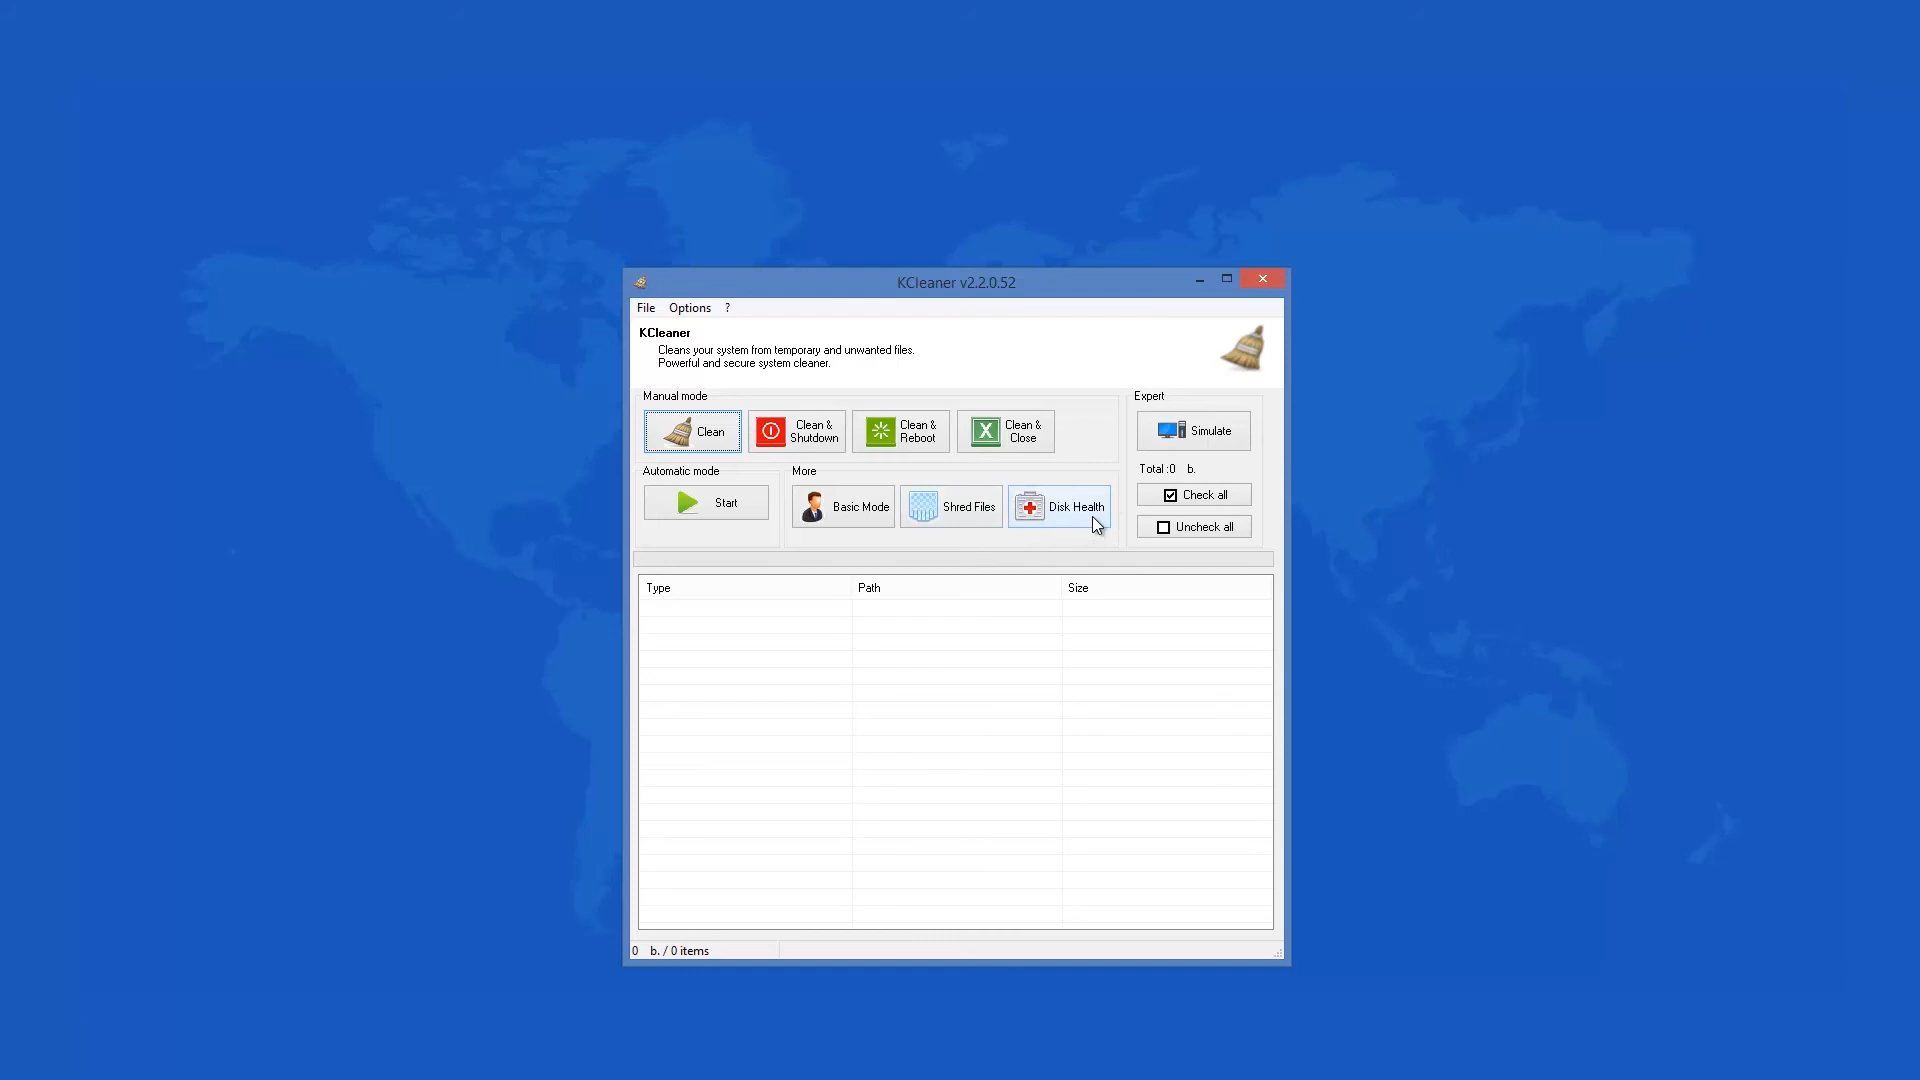 KCleaner v2.2.0.52
File Options ?
KCleaner
Cleans your system from temporary and unwanted files.
Powerful and secure system cleaner.
Manual mode
Expert
Clean
Clean &
Shutdown
Clean &
Reboot
X
Clean &
Close
Simulate
Total :0 b.
Automatic mode
More
Start
Basic Mode
Shred Files
Disk Health
Check all
Uncheck all
Type Path Size
0 b. / 0 items